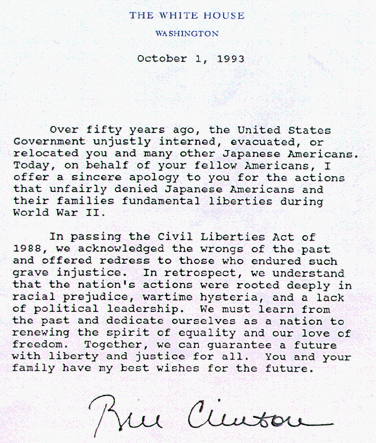 THE WHITE HOUSE
WASHINGTON
October 1, 1993
Over fifty years ago, the United States
Government unjustly interned, evacuated, or
relocated you and many other Japanese Americans.
Today, on behalf of your fellow Americans, I
offer a sincere apology to you for the actions
that unfairly denied Japanese Americans and
their families fundamental liberties during
World War II.
In passing the Civil Liberties Act of
1988, we acknowledged the wrongs of the past
and offered redress to those who endured such
grave injustice. In retrospect, we understand
that the nation's actions were rooted deeply in
racial prejudice, wartime hysteria, and a lack
of political leadership. We must learn from
the past and dedicate ourselves as a nation to
renewing the spirit of equality and our love of
freedom. Together, we can guarantee a future
with liberty and justice for all. You and your
family have my best wishes for the future.
Bill Clinton